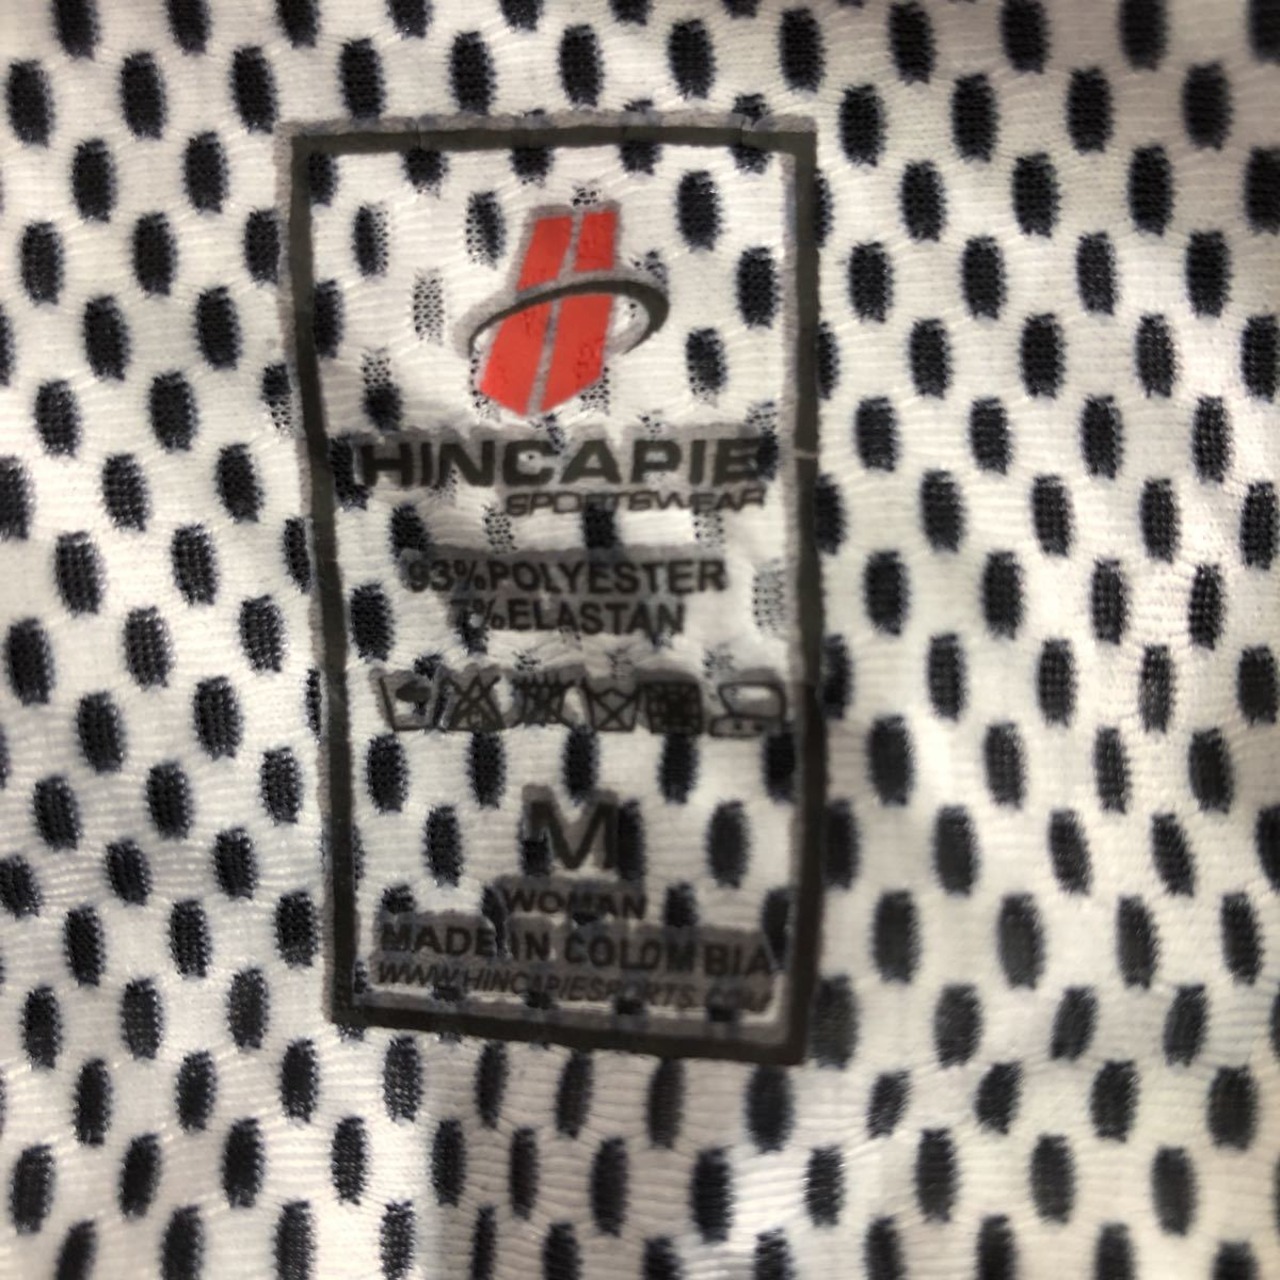 HINCAPIE
SPORTSWEAR
93%POLYESTER
7%ELASTAN
M
WOMAN
MADE IN COLOMBIA
WWW.HINCAPIESPORTS.COM